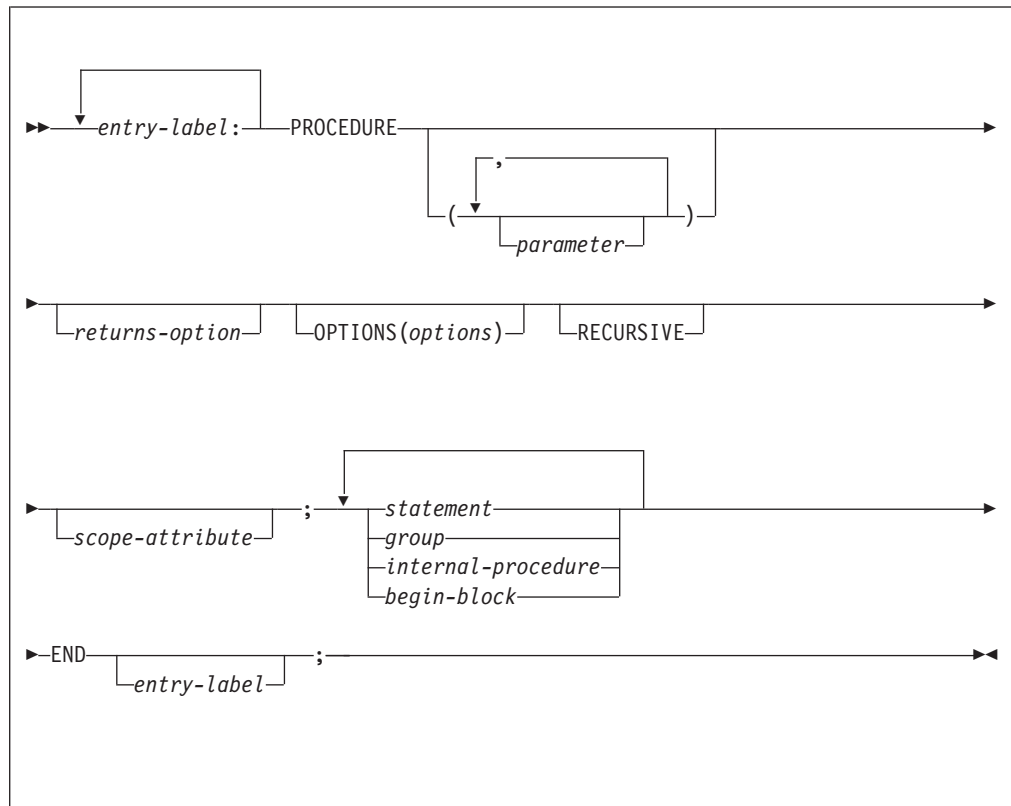 entry-label: PROCEDURE
,
( parameter )
returns-option OPTIONS(options) RECURSIVE
scope-attribute ; statement
group
internal-procedure
begin-block
END entry-label ;